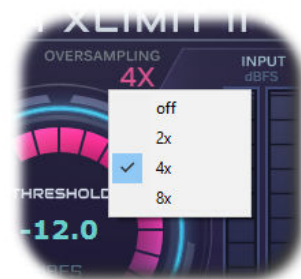 XLIMIT II
OVERSAMPLING
4X
INPUT
dBFS
off
2x
4x
8x
THRESHOLD
-12.0